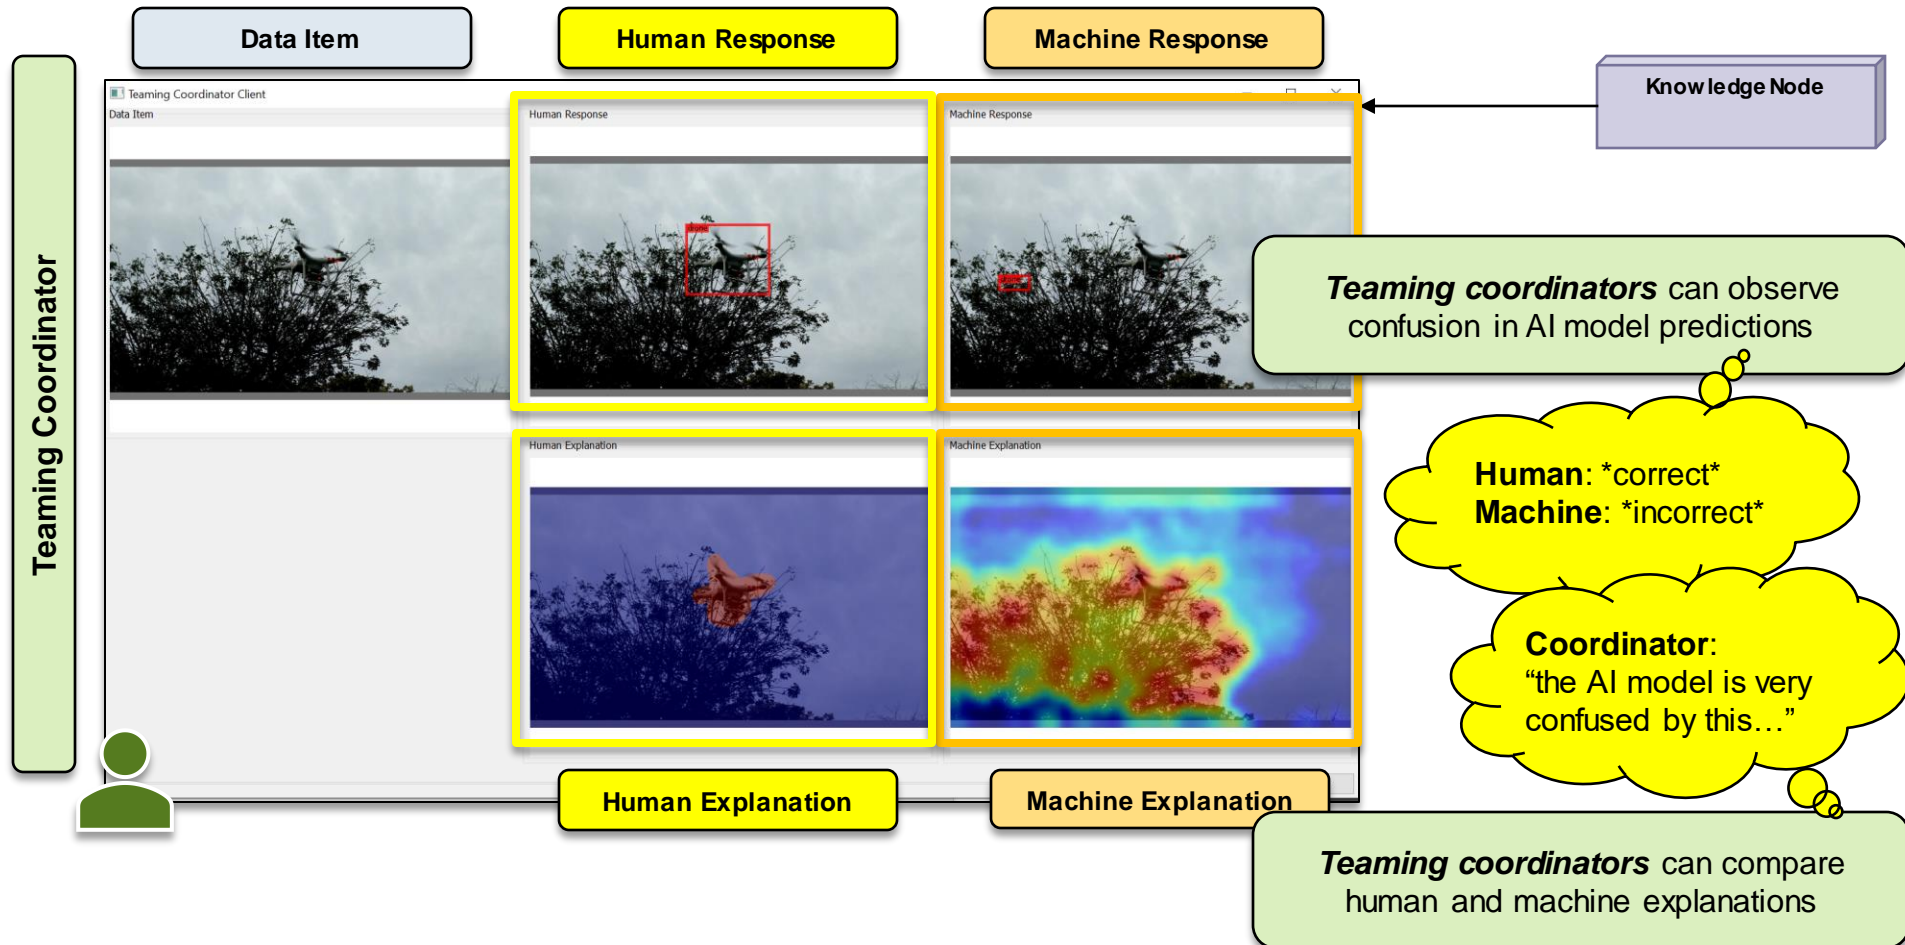 Data Item
Human Response
Machine Response
Knowledge Node
Teaming Coordinator
Teaming Coordinator Client
Data Item
Human Response
Machine Response
drone
Teaming coordinators can observe
confusion in AI model predictions
Human: *correct*
Machine: *incorrect*
Human Explanation
Machine Explanation
Coordinator:
“the AI model is very
confused by this…”
Human Explanation
Machine Explanation
Teaming coordinators can compare
human and machine explanations